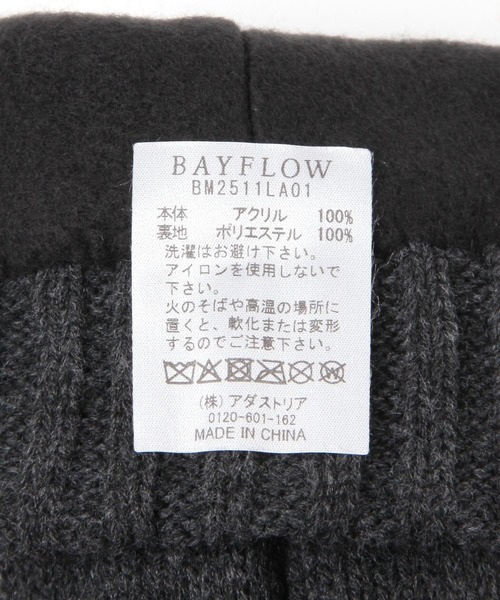 BAYFLOW
BM2511LA01
本体 アクリル 100%
裏地 ポリエステル 100%
洗濯はお避け下さい。
アイロンを使用しないで
下さい。
火のそばや高温の場所に
置くと、軟化または変形
するのでご注意下さい。
(株) アダストリア
0120-601-162
MADE IN CHINA